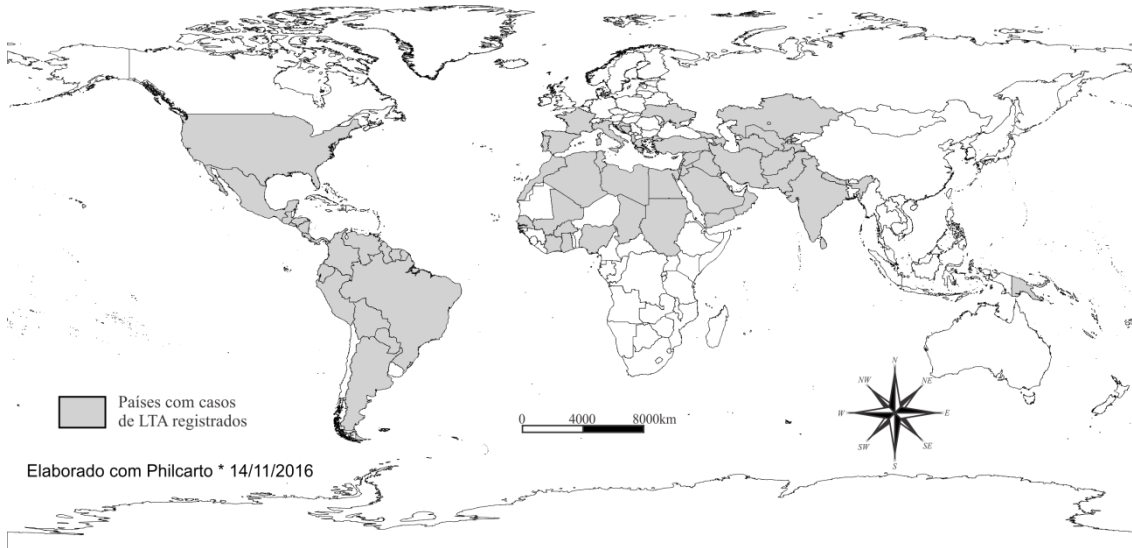 Países com casos
de LTA registrados
0 4000 8000km
N
NW NE
W E
SW SE
S
Elaborado com Philcarto * 14/11/2016